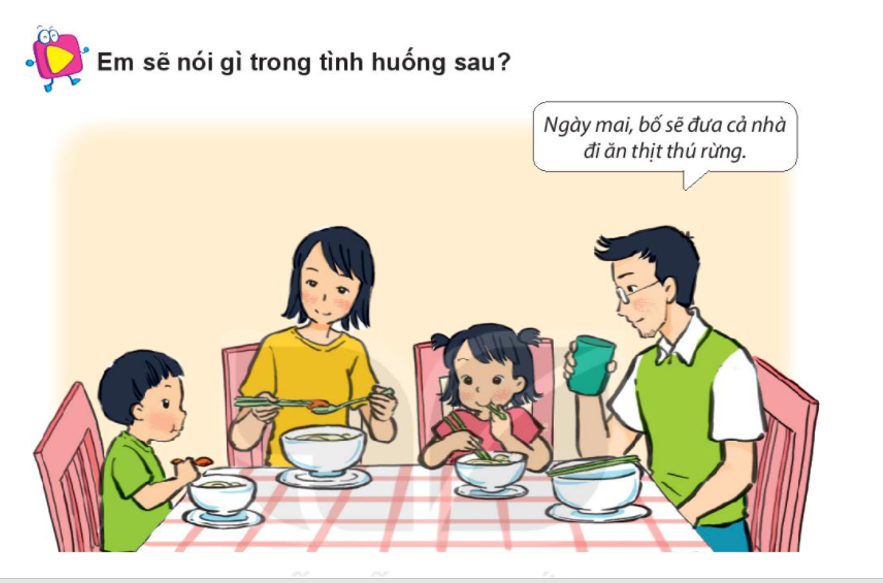 Em sẽ nói gì trong tình huống sau?
Ngày mai, bố sẽ đưa cả nhà
đi ăn thịt thú rừng.